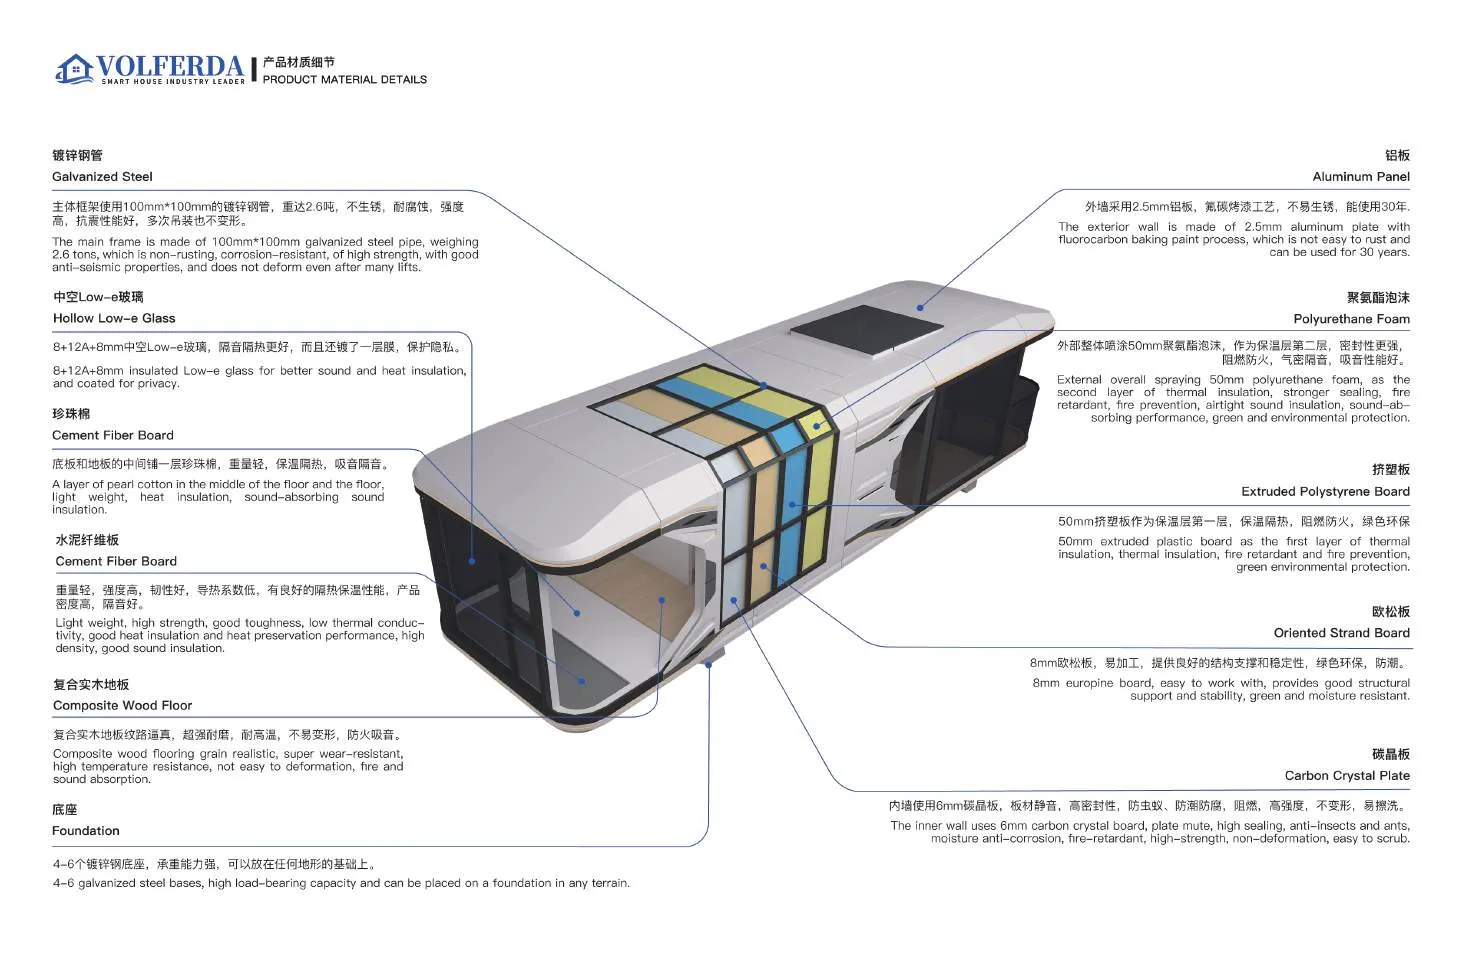 VOLFERDA
SMART HOUSE INDUSTRY LEADER
产品材质细节
PRODUCT MATERIAL DETAILS
镀锌钢管
Galvanized Steel
主体框架使用100mm*100mm的镀锌钢管，重达2.6吨，不生锈，耐腐蚀，强度
高，抗震性能好，多次吊装也不变形。
The main frame is made of 100mm*100mm galvanized steel pipe, weighing
2.6 tons, which is non-rusting, corrosion-resistant, of high strength, with good
anti-seismic properties, and does not deform even after many lifts.
中空Low-e玻璃
Hollow Low-e Glass
8+12A+8mm中空Low-e玻璃，隔音隔热更好，而且还镀了一层膜，保护隐私。
8+12A+8mm insulated Low-e glass for better sound and heat insulation,
and coated for privacy.
珍珠棉
Cement Fiber Board
底板和地板的中间铺一层珍珠棉，重量轻，保温隔热，吸音隔音。
A layer of pearl cotton in the middle of the floor and the floor,
light weight, heat insulation, sound-absorbing sound
insulation.
水泥纤维板
Cement Fiber Board
重量轻，强度高，韧性好，导热系数低，有良好的隔热保温性能，产品
密度高，隔音好。
Light weight, high strength, good toughness, low thermal conduc-
tivity, good heat insulation and heat preservation performance, high
density, good sound insulation.
复合实木地板
Composite Wood Floor
复合实木地板纹路逼真，超强耐磨，耐高温，不易变形，防火吸音。
Composite wood flooring grain realistic, super wear-resistant,
high temperature resistance, not easy to deformation, fire and
sound absorption.
底座
Foundation
4-6个镀锌钢底座，承重能力强，可以放在任何地形的基础上。
4-6 galvanized steel bases, high load-bearing capacity and can be placed on a foundation in any terrain.
铝板
Aluminum Panel
外墙采用2.5mm铝板，氟碳烤漆工艺，不易生锈，能使用30年.
The exterior wall is made of 2.5mm aluminum plate with
fluorocarbon baking paint process, which is not easy to rust and
can be used for 30 years.
聚氨酯泡沫
Polyurethane Foam
外部整体喷涂50mm聚氨酯泡沫，作为保温层第二层，密封性更强，
阻燃防火，气密隔音，吸音性能好。
External overall spraying 50mm polyurethane foam, as the
second layer of thermal insulation, stronger sealing, fire
retardant, fire prevention, airtight sound insulation, sound-ab-
sorbing performance, green and environmental protection.
挤塑板
Extruded Polystyrene Board
50mm挤塑板作为保温层第一层，保温隔热，阻燃防火，绿色环保
50mm extruded plastic board as the first layer of thermal
insulation, thermal insulation, fire retardant and fire prevention,
green environmental protection.
欧松板
Oriented Strand Board
8mm欧松板，易加工，提供良好的结构支撑和稳定性，绿色环保，防潮。
8mm europine board, easy to work with, provides good structural
support and stability, green and moisture resistant.
碳晶板
Carbon Crystal Plate
内墙使用6mm碳晶板，板材静音，高密封性，防虫蚁、防潮防腐，阻燃，高强度，不变形，易擦洗。
The inner wall uses 6mm carbon crystal board, plate mute, high sealing, anti-insects and ants,
moisture anti-corrosion, fire-retardant, high-strength, non-deformation, easy to scrub.